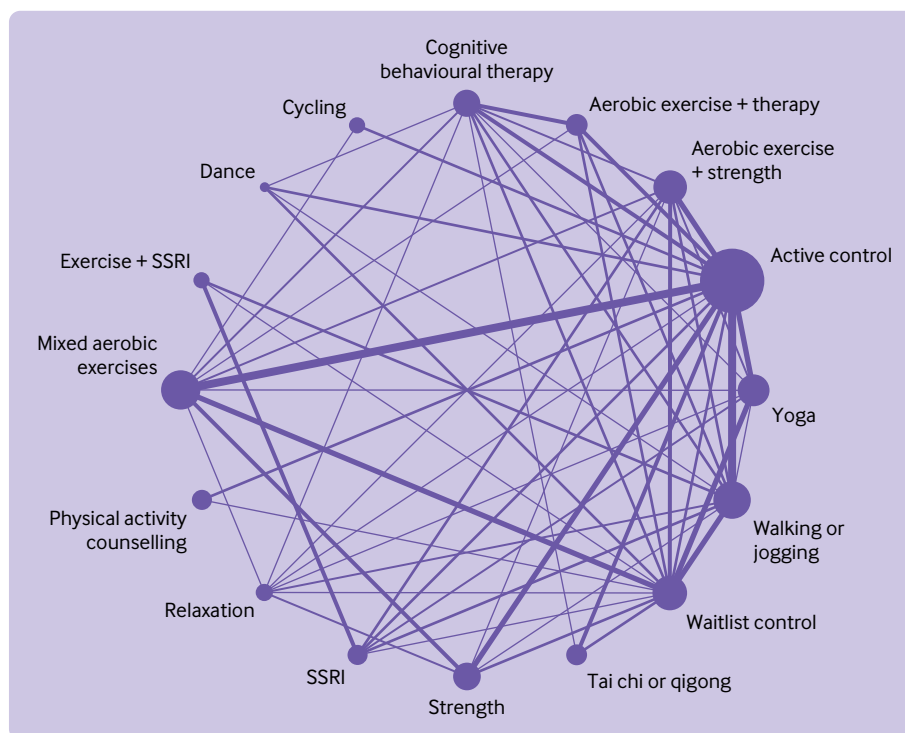 Cognitive
behavioural therapy
Cycling
Aerobic exercise + therapy
Dance
Aerobic exercise
+ strength
Exercise + SSRI
Active control
Mixed aerobic
exercises
Yoga
Physical activity
counselling
Walking or
jogging
Relaxation
Waitlist control
SSRI
Tai chi or qigong
Strength